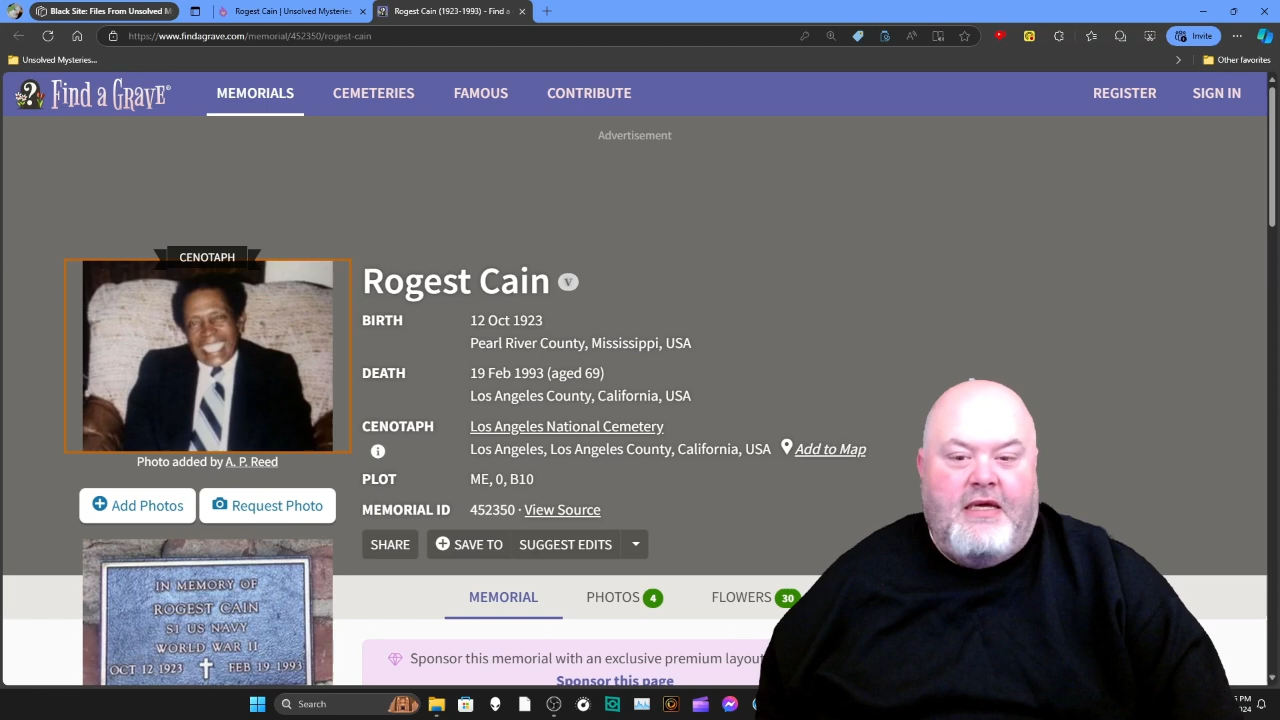 Black Site: Files From Unsolved M
Rogest Cain | Unsolved Mysterie
Rogest Cain (1923-1993) - Find a
https://www.findagrave.com/memorial/452350/rogest-cain
Invite
Unsolved Mysteries...
Other favorites
Find a Grave®
MEMORIALS
CEMETERIES
FAMOUS
CONTRIBUTE
REGISTER
SIGN IN
Advertisement
CENOTAPH
Rogest Cain V
BIRTH
12 Oct 1923
Pearl River County, Mississippi, USA
DEATH
19 Feb 1993 (aged 69)
Los Angeles County, California, USA
CENOTAPH
Los Angeles National Cemetery
Los Angeles, Los Angeles County, California, USA Add to Map
PLOT
ME, 0, B10
MEMORIAL ID
452350 · View Source
Photo added by A. P. Reed
Add Photos
Request Photo
SHARE
SAVE TO
SUGGEST EDITS
IN MEMORY OF
ROGEST CAIN
S1 US NAVY
WORLD WAR II
OCT 12 1923
FEB 19 1993
MEMORIAL
PHOTOS 4
FLOWERS 30
Sponsor this memorial with an exclusive premium layout
Sponsor this page
Search